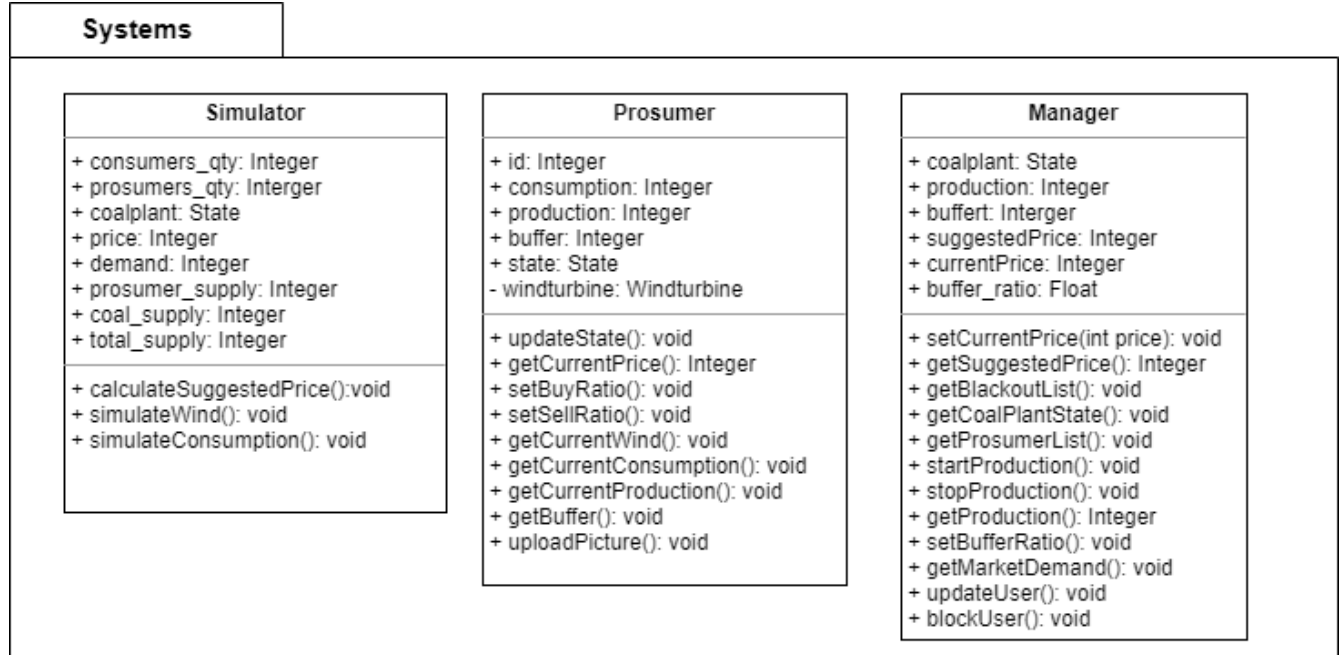 Systems
Simulator
+ consumers_qty: Integer
+ prosumers_qty: Interger
+ coalplant: State
+ price: Integer
+ demand: Integer
+ prosumer_supply: Integer
+ coal_supply: Integer
+ total_supply: Integer
+ calculateSuggestedPrice():void
+ simulateWind(): void
+ simulateConsumption(): void
Prosumer
+ id: Integer
+ consumption: Integer
+ production: Integer
+ buffer: Integer
+ state: State
- windturbine: Windturbine
+ updateState(): void
+ getCurrentPrice(): Integer
+ setBuyRatio(): void
+ setSellRatio(): void
+ getCurrentWind(): void
+ getCurrentConsumption(): void
+ getCurrentProduction(): void
+ getBuffer(): void
+ uploadPicture(): void
Manager
+ coalplant: State
+ production: Integer
+ buffert: Interger
+ suggestedPrice: Integer
+ currentPrice: Integer
+ buffer_ratio: Float
+ setCurrentPrice(int price): void
+ getSuggestedPrice(): Integer
+ getBlackoutList(): void
+ getCoalPlantState(): void
+ getProsumerList(): void
+ startProduction(): void
+ stopProduction(): void
+ getProduction(): Integer
+ setBufferRatio(): void
+ getMarketDemand(): void
+ updateUser(): void
+ blockUser(): void